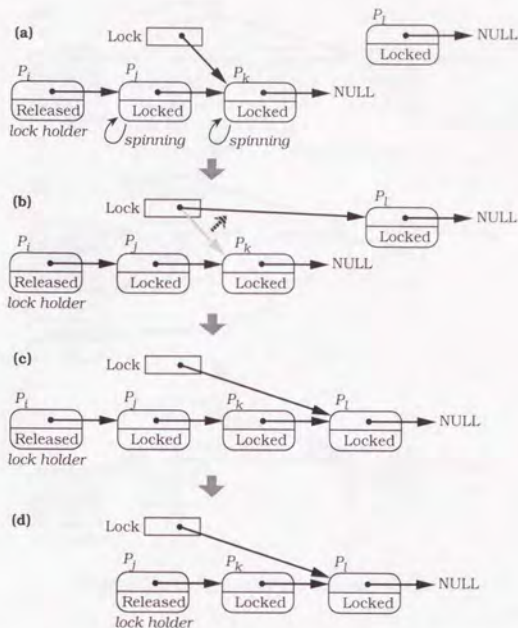 (a)
Lock
P_l
NULL
Locked
P_i
P_j
P_k
NULL
Released
Locked
Locked
lock holder
spinning
spinning
(b)
Lock
P_l
NULL
Locked
P_i
P_j
P_k
NULL
Released
Locked
Locked
lock holder
(c)
Lock
P_i
P_j
P_k
P_l
NULL
Released
Locked
Locked
Locked
lock holder
(d)
Lock
P_j
P_k
P_l
NULL
Released
Locked
Locked
lock holder